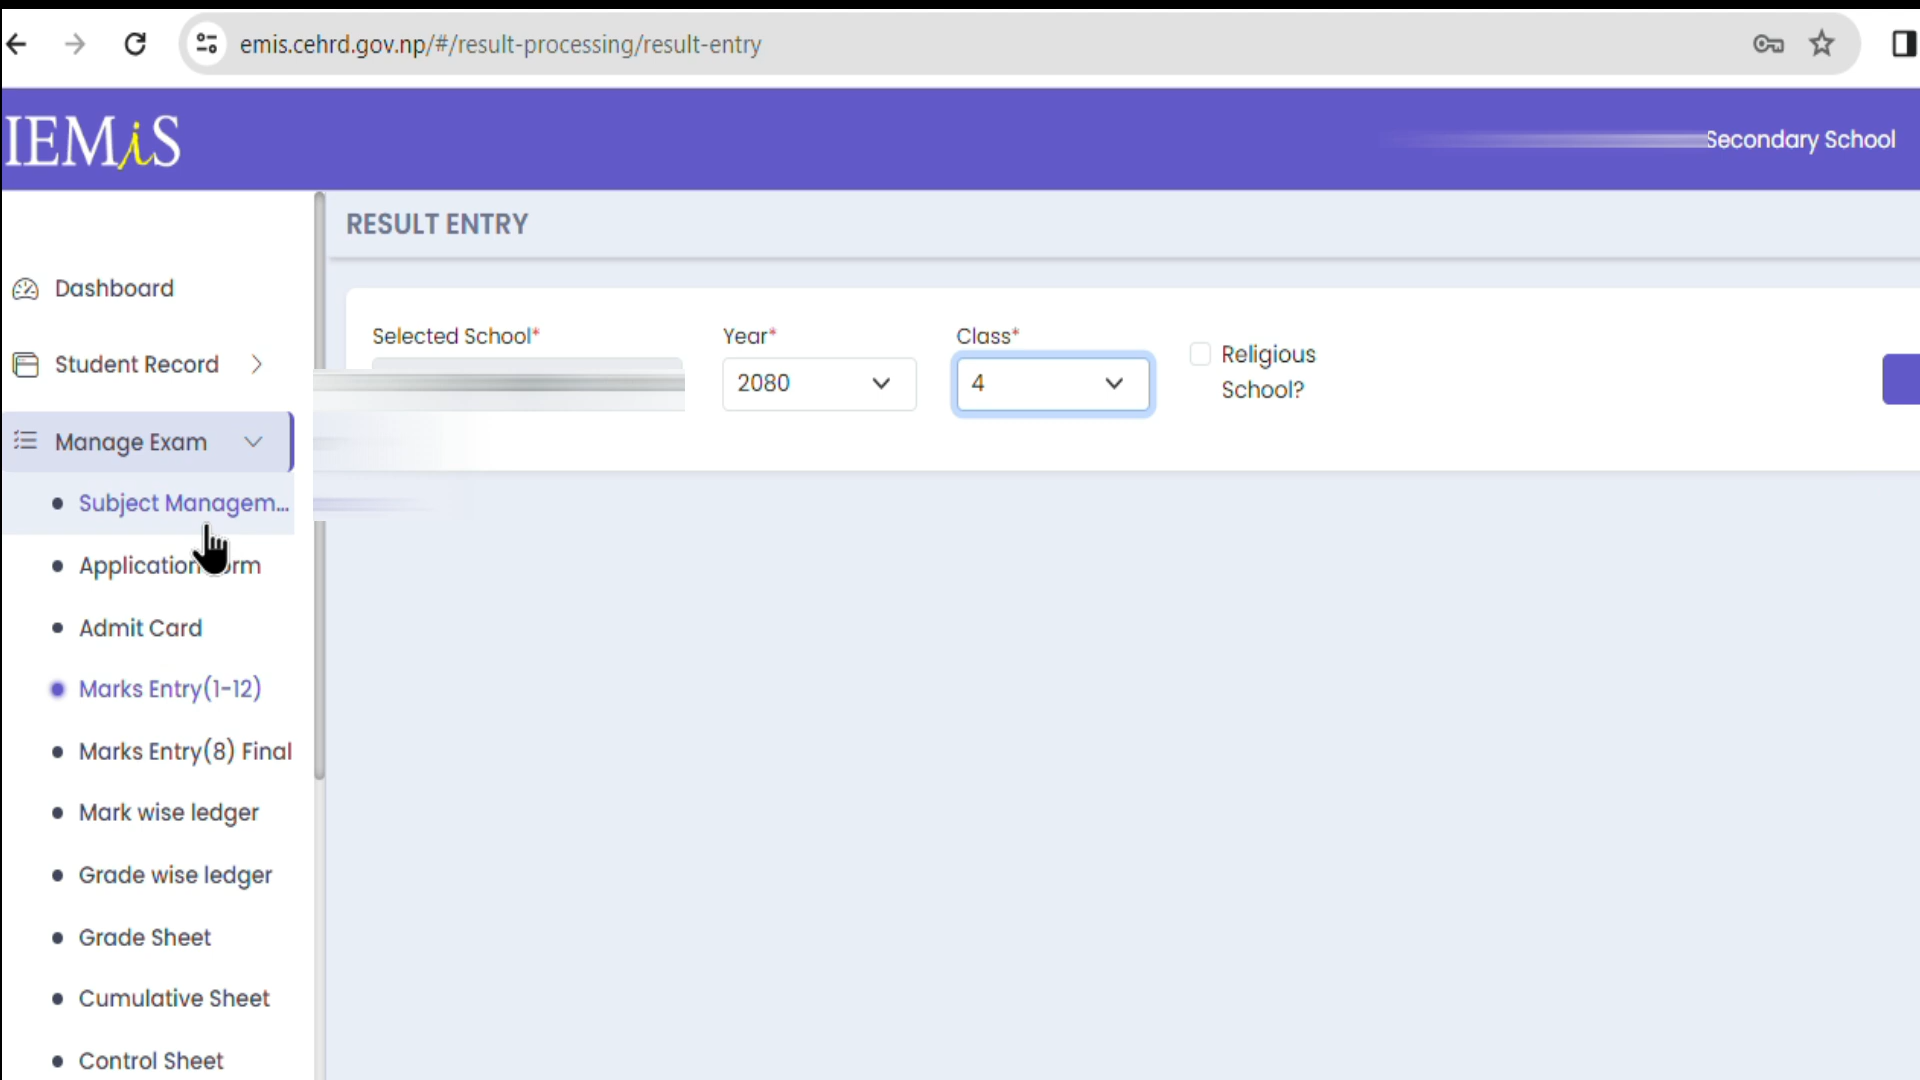 emis.cehrd.gov.np/#/result-processing/result-entry
IEMiS
Secondary School
RESULT ENTRY
Dashboard
Student Record
Manage Exam
Subject Managem...
Application
Admit Card
Marks Entry(1-12)
Marks Entry(8) Final
Mark wise ledger
Grade wise ledger
Grade Sheet
Cumulative Sheet
Control Sheet
Selected School*
Year*
2080
Class*
4
Religious
School?